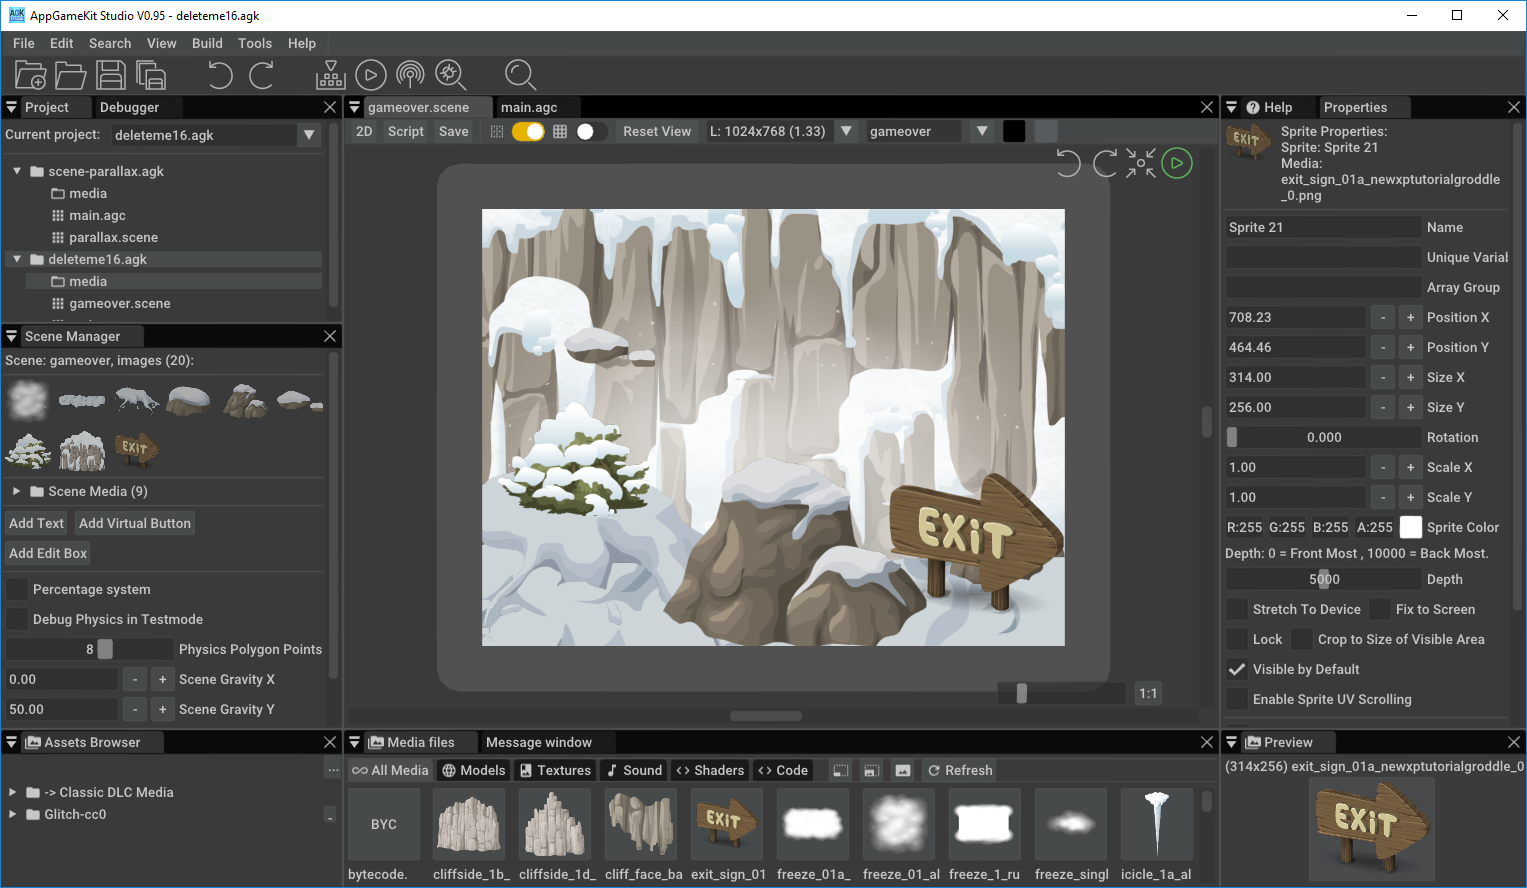 AppGameKit Studio V0.95 - deleteme16.agk
File Edit Search View Build Tools Help
Project Debugger
Current project: deleteme16.agk
scene-parallax.agk
media
main.agc
parallax.scene
deleteme16.agk
media
gameover.scene
Scene Manager
Scene: gameover, images (20):
EXIT
Scene Media (9)
Add Text Add Virtual Button
Add Edit Box
Percentage system
Debug Physics in Testmode
8 Physics Polygon Points
0.00 - + Scene Gravity X
50.00 - + Scene Gravity Y
Assets Browser
...
-> Classic DLC Media
Glitch-cc0
gameover.scene main.agc
2D Script Save Reset View L: 1024x768 (1.33) gameover
EXiT
1:1
Media files Message window
All Media Models Textures Sound Shaders Code Refresh
BYC
EXiT
bytecode. cliffside_1b_ cliffside_1d_ cliff_face_ba exit_sign_01 freeze_01a_ freeze_01_al freeze_1_ru freeze_singl icicle_1a_al
Help Properties
EXiT
Sprite Properties:
Sprite: Sprite 21
Media:
exit_sign_01a_newxptutorialgroddle
_0.png
Sprite 21 Name
Unique Variab
Array Group
708.23 - + Position X
464.46 - + Position Y
314.00 - + Size X
256.00 - + Size Y
0.000 Rotation
1.00 - + Scale X
1.00 - + Scale Y
R:255 G:255 B:255 A:255 Sprite Color
Depth: 0 = Front Most , 10000 = Back Most.
5000 Depth
Stretch To Device Fix to Screen
Lock Crop to Size of Visible Area
Visible by Default
Enable Sprite UV Scrolling
Preview
(314x256) exit_sign_01a_newxptutorialgroddle_0
EXiT